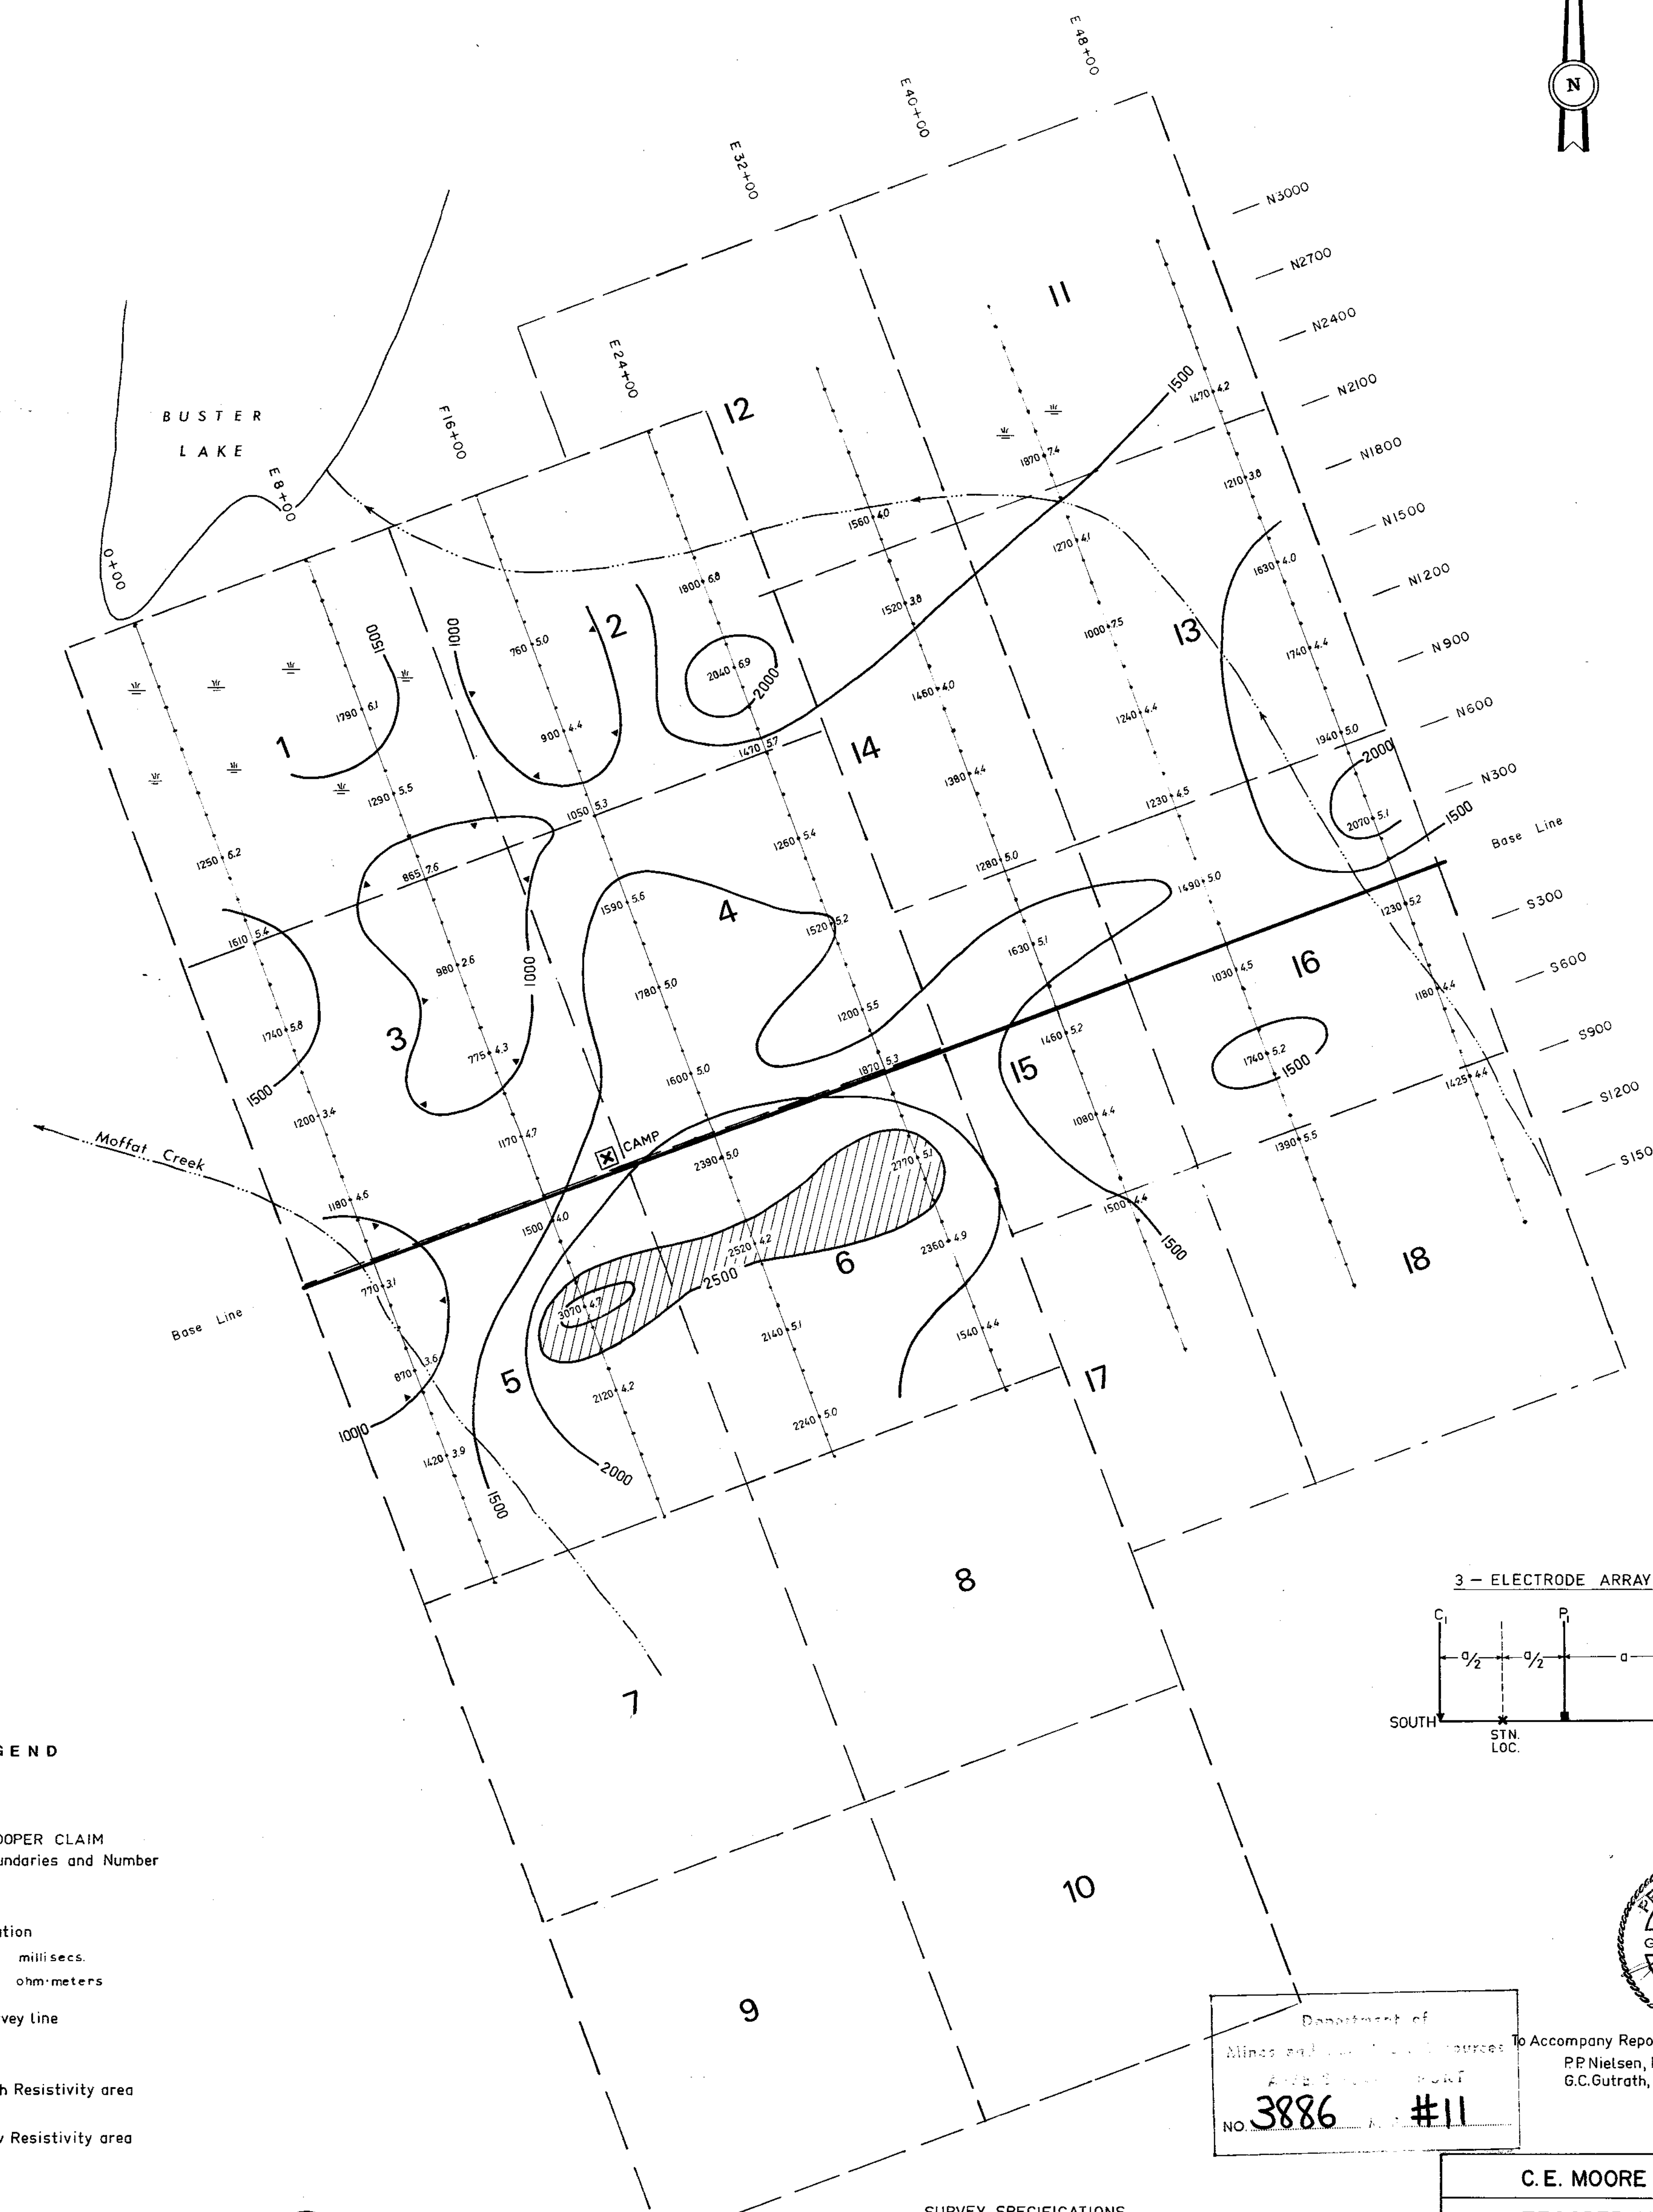 N
E 48+00
E 40+00
E 32+00
E 24+00
E16+00
E 8+00
0+00
N3000
N2700
N2400
N2100
N1800
N1500
N1200
N 900
N600
N300
Base Line
S300
S600
S900
S1200
S150
BUSTER
LAKE
11
12
13
14
15
16
17
18
1
2
3
4
5
6
7
8
9
10
1500
1470 4.2
1870 7.4
1210 3.8
1560 4.0
1270 4.1
1630 4.0
1800 6.8
1520 3.8
1000 7.5
1740 4.4
760 5.0
2040 6.9
2000
1460 4.0
1240 4.4
1940 5.0
2000
1500
1000
1790 6.1
900 4.4
1470 5.7
1380 4.4
1230 4.5
2070 5.1
1500
1290 5.5
1050 5.3
1260 5.4
1280 5.0
1490 5.0
1230 5.2
1250 6.2
865 7.6
1590 5.6
1520 5.2
1630 5.1
1030 4.5
1180 4.4
1610 5.4
980 2.6
1000
1780 5.0
1200 5.5
1460 5.2
1740 5.2
1500
1425 4.4
1740 5.8
775 4.3
1600 5.0
1870 5.3
1080 4.4
1390 5.5
1500
1200 3.4
1170 4.7
CAMP
2390 5.0
2770 5.1
1500 4.4
1500
Moffat Creek
1180 4.6
1500 4.0
2520 4.2
2360 4.9
2500
770 3.1
3070 4.7
2140 5.1
1540 4.4
Base Line
870 3.6
2120 4.2
2240 5.0
1000
1420 3.9
2000
1500
3 – ELECTRODE ARRAY
C1
P1
a/2
a/2
a
SOUTH
STN.
LOC.
GEND
OOPER CLAIM
undaries and Number
ation
millisecs.
ohm·meters
vey line
h Resistivity area
w Resistivity area
Department of
Mines and
NO. 3886 #11
To Accompany Repo
P.P. Nielsen,
G.C. Gutrath,
C. E. MOORE
SURVEY SPECIFICATIONS